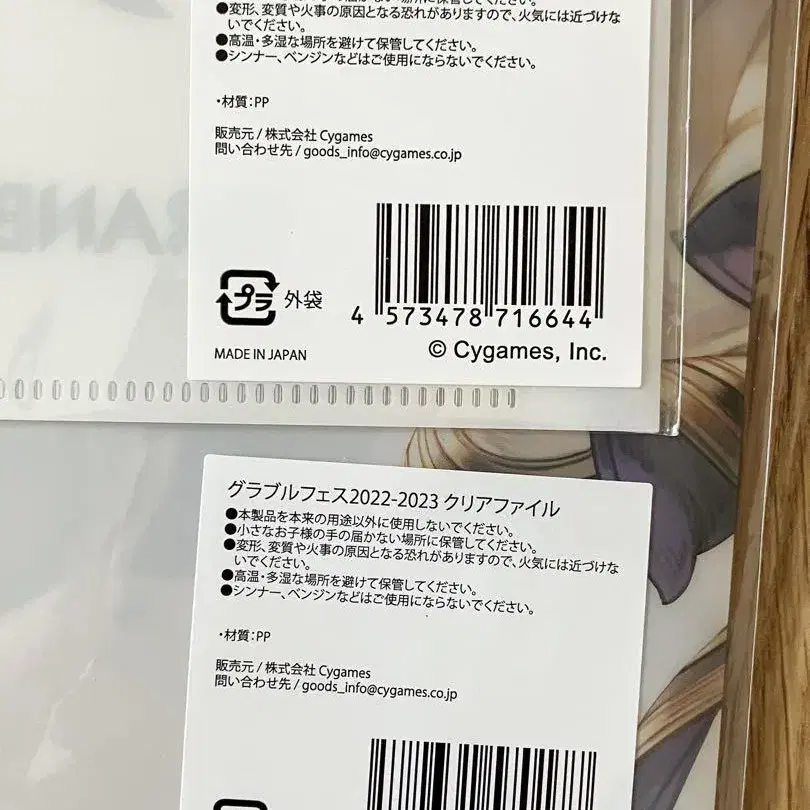 ●変形、変質や火事の原因となる恐れがありますので、火気には近づけな
いでください。
●高温・多湿な場所を避けて保管してください。
●シンナー、ベンジンなどはご使用にならないでください。
・材質:PP
販売元 / 株式会社 Cygames
問い合わせ先 / goods_info@cygames.co.jp
プラ 外袋
4 573478 716644
MADE IN JAPAN
© Cygames, Inc.
グラブルフェス2022-2023 クリアファイル
●本製品を本来の用途以外に使用しないでください。
●小さなお子様の手の届かない場所に保管してください。
●変形、変質や火事の原因となる恐れがありますので、火気には近づけな
いでください。
●高温・多湿な場所を避けて保管してください。
●シンナー、ベンジンなどはご使用にならないでください。
・材質:PP
販売元 / 株式会社 Cygames
問い合わせ先 / goods_info@cygames.co.jp